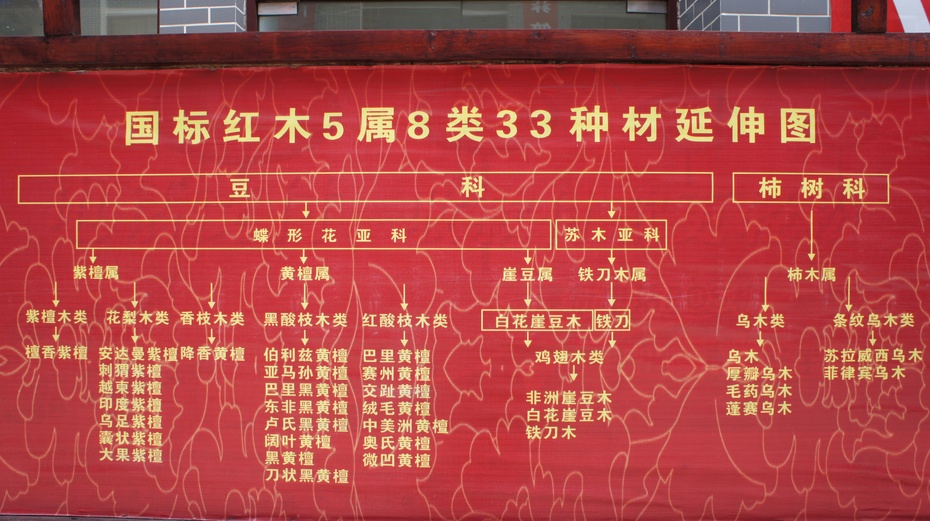 国标红木5属8类33种材延伸图
豆科
柿树科
蝶形花亚科
苏木亚科
紫檀属
黄檀属
崖豆属
铁刀木属
柿木属
紫檀木类
花梨木类
香枝木类
黑酸枝木类
红酸枝木类
白花崖豆木
铁刀
乌木类
条纹乌木类
檀香紫檀
安达曼紫檀
刺猬紫檀
越柬紫檀
印度紫檀
乌足紫檀
囊状紫檀
大果紫檀
降香黄檀
伯利兹黄檀
亚马孙黄檀
巴里黑黄檀
东非黑黄檀
卢氏黑黄檀
阔叶黄檀
黑黄檀
刀状黑黄檀
巴里黄檀
赛州黄檀
交趾黄檀
绒毛黄檀
中美洲黄檀
奥氏黄檀
微凹黄檀
鸡翅木类
非洲崖豆木
白花崖豆木
铁刀木
乌木
厚瓣乌木
毛药乌木
蓬赛乌木
苏拉威西乌木
菲律宾乌木